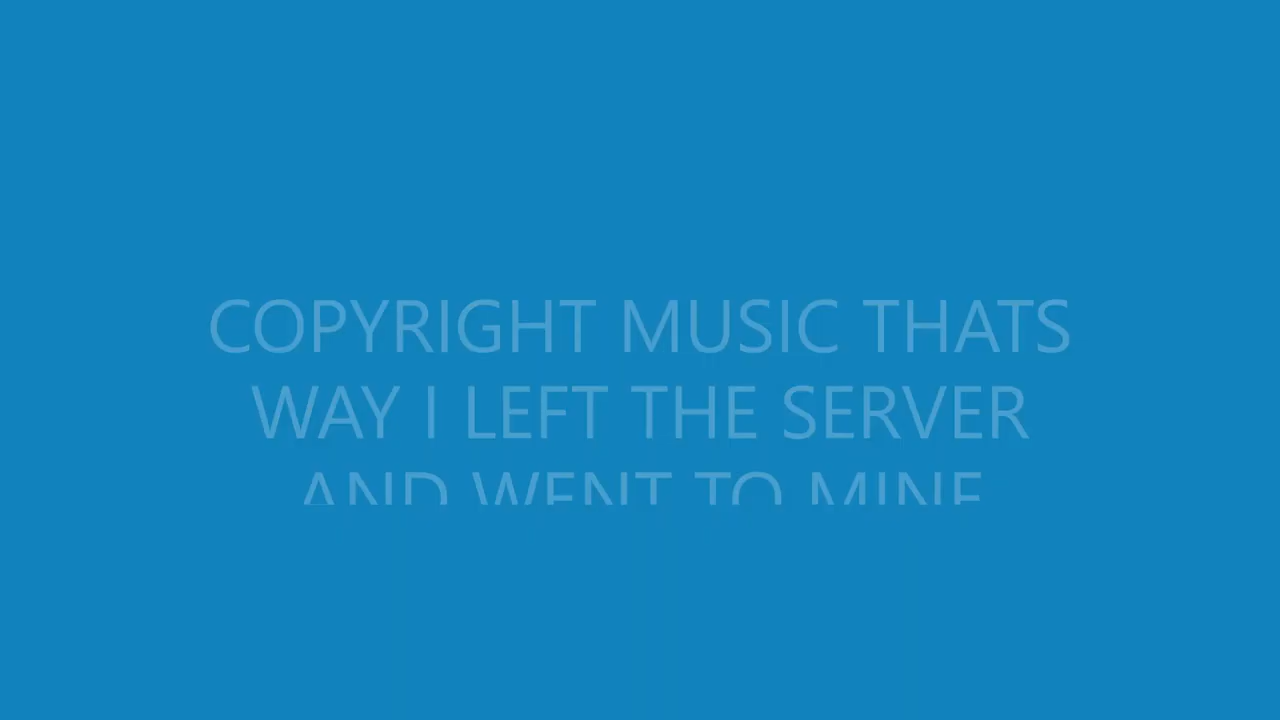 COPYRIGHT MUSIC THATS
WAY I LEFT THE SERVER
AND WENT TO MINE